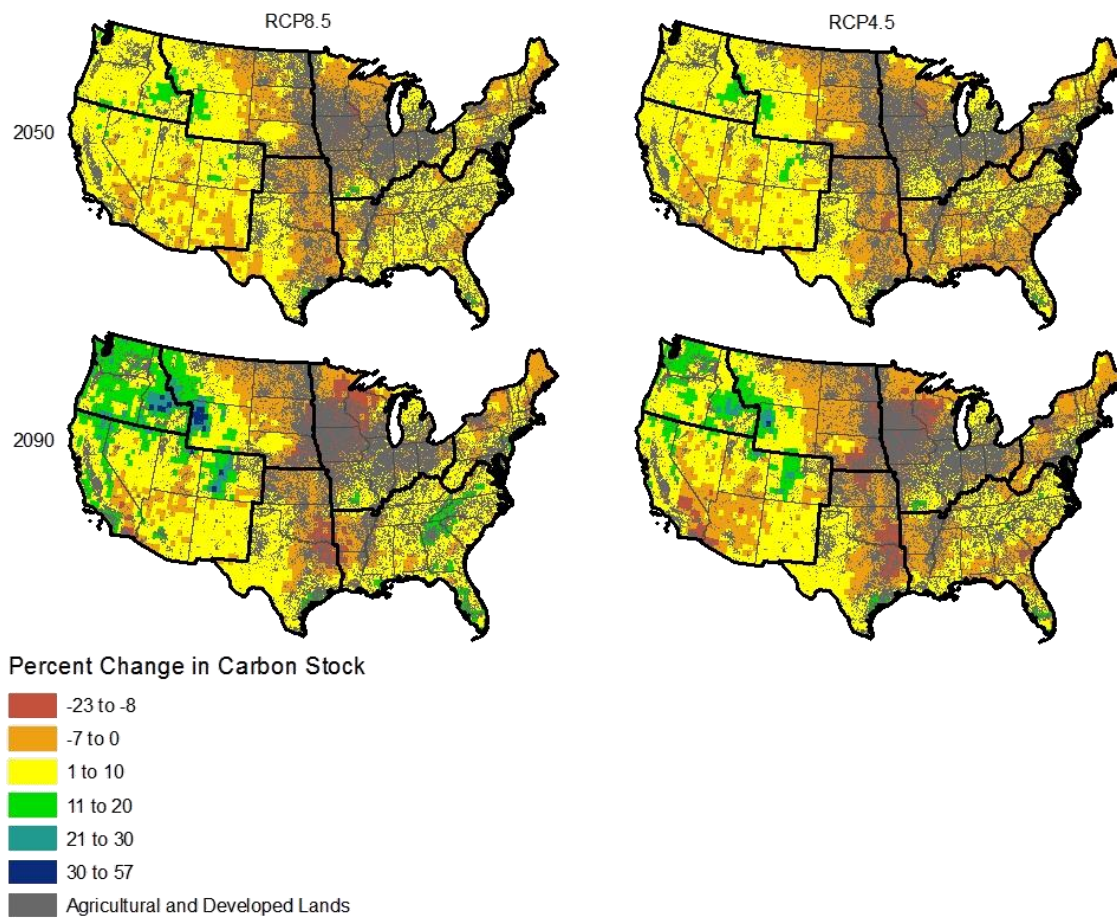 RCP8.5
RCP4.5
2050
2090
Percent Change in Carbon Stock
-23 to -8
-7 to 0
1 to 10
11 to 20
21 to 30
30 to 57
Agricultural and Developed Lands